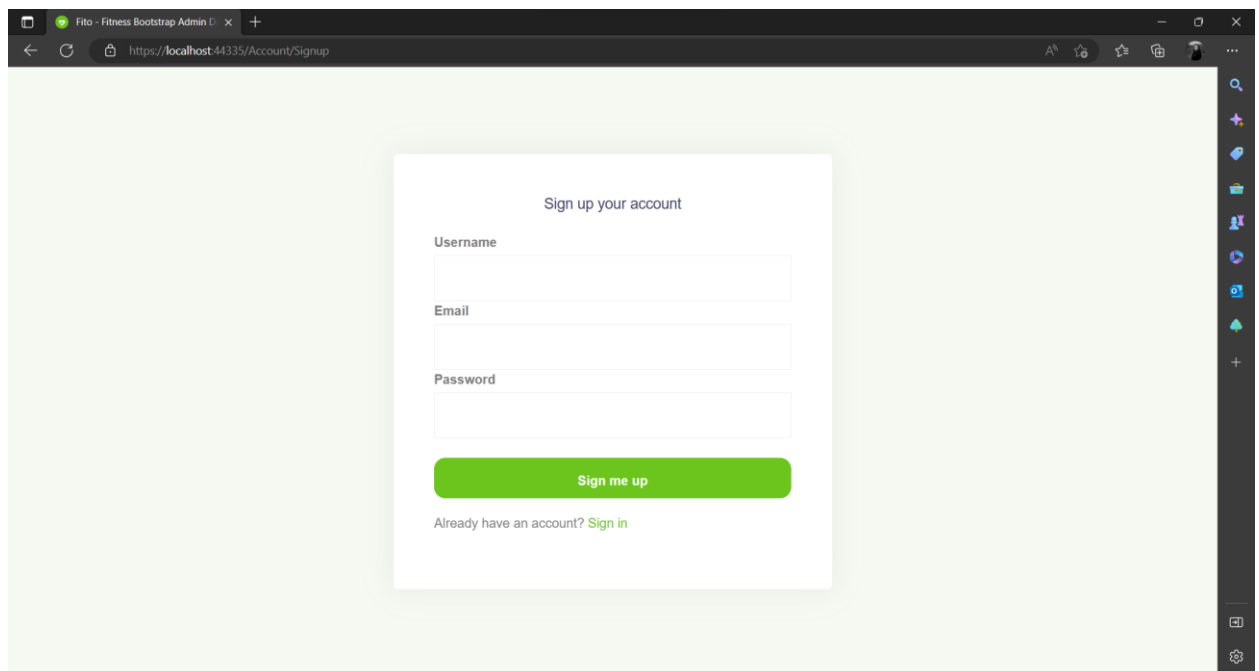 Fito - Fitness Bootstrap Admin D
https://localhost:44335/Account/Signup
Sign up your account
Username
Email
Password
Sign me up
Already have an account? Sign in